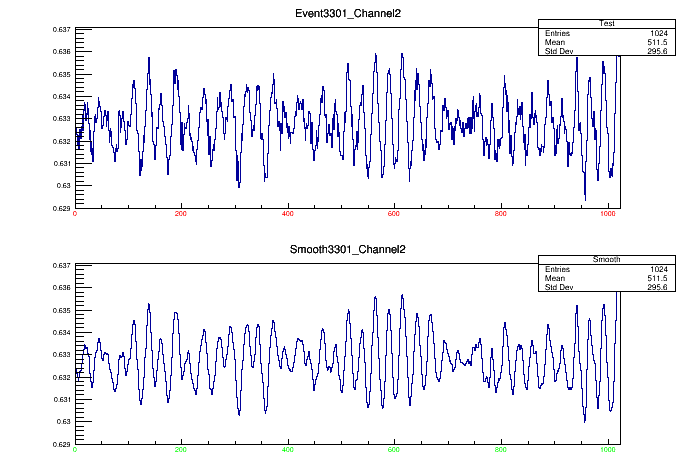 Event3301_Channel2
Test
Entries 1024
Mean 511.5
Std Dev 295.6
0.637
0.636
0.635
0.634
0.633
0.632
0.631
0.63
0.629
0 200 400 600 800 1000
Smooth3301_Channel2
Smooth
Entries 1024
Mean 511.5
Std Dev 295.6
0.637
0.636
0.635
0.634
0.633
0.632
0.631
0.63
0.629
0 200 400 600 800 1000